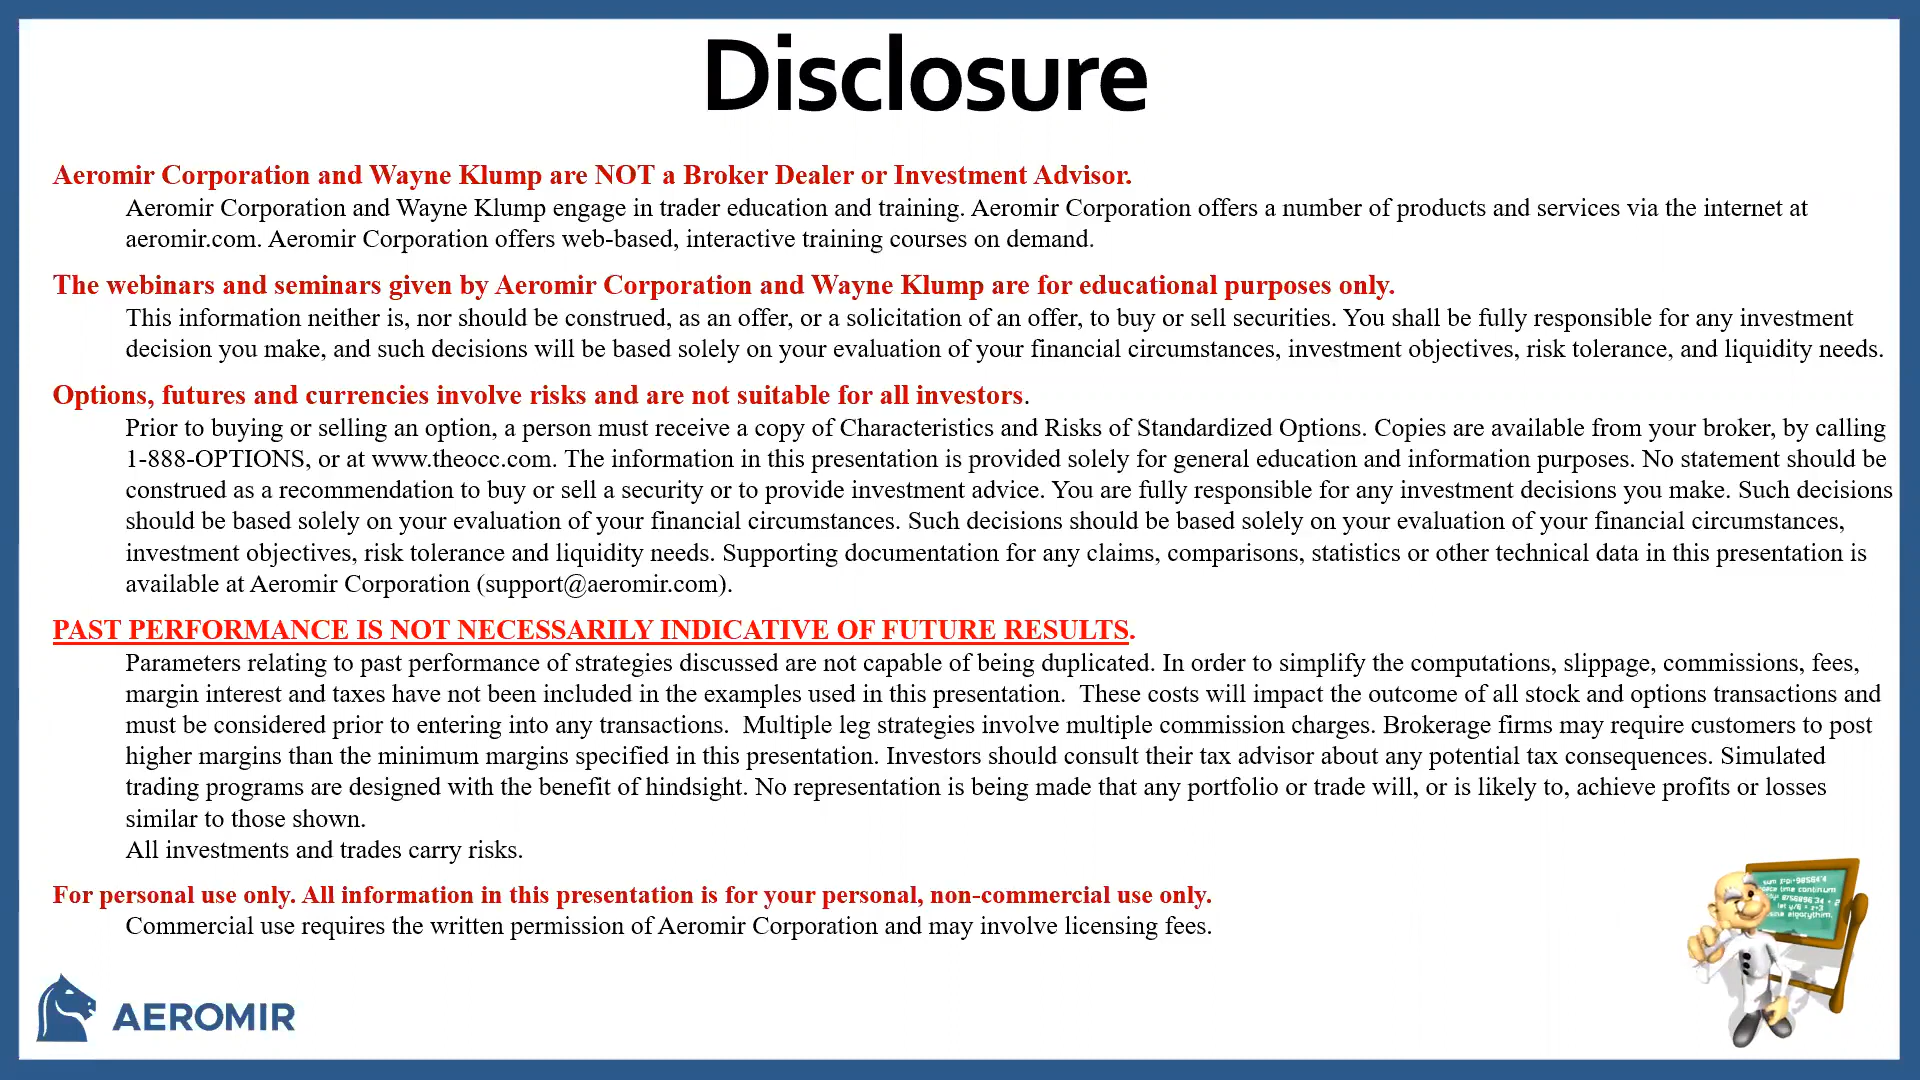 Disclosure
Aeromir Corporation and Wayne Klump are NOT a Broker Dealer or Investment Advisor.
Aeromir Corporation and Wayne Klump engage in trader education and training. Aeromir Corporation offers a number of products and services via the internet at
aeromir.com. Aeromir Corporation offers web-based, interactive training courses on demand.
The webinars and seminars given by Aeromir Corporation and Wayne Klump are for educational purposes only.
This information neither is, nor should be construed, as an offer, or a solicitation of an offer, to buy or sell securities. You shall be fully responsible for any investment
decision you make, and such decisions will be based solely on your evaluation of your financial circumstances, investment objectives, risk tolerance, and liquidity needs.
Options, futures and currencies involve risks and are not suitable for all investors.
Prior to buying or selling an option, a person must receive a copy of Characteristics and Risks of Standardized Options. Copies are available from your broker, by calling
1-888-OPTIONS, or at www.theocc.com. The information in this presentation is provided solely for general education and information purposes. No statement should be
construed as a recommendation to buy or sell a security or to provide investment advice. You are fully responsible for any investment decisions you make. Such decisions
should be based solely on your evaluation of your financial circumstances. Such decisions should be based solely on your evaluation of your financial circumstances,
investment objectives, risk tolerance and liquidity needs. Supporting documentation for any claims, comparisons, statistics or other technical data in this presentation is
available at Aeromir Corporation (support@aeromir.com).
PAST PERFORMANCE IS NOT NECESSARILY INDICATIVE OF FUTURE RESULTS.
Parameters relating to past performance of strategies discussed are not capable of being duplicated. In order to simplify the computations, slippage, commissions, fees,
margin interest and taxes have not been included in the examples used in this presentation.  These costs will impact the outcome of all stock and options transactions and
must be considered prior to entering into any transactions.  Multiple leg strategies involve multiple commission charges. Brokerage firms may require customers to post
higher margins than the minimum margins specified in this presentation. Investors should consult their tax advisor about any potential tax consequences. Simulated
trading programs are designed with the benefit of hindsight. No representation is being made that any portfolio or trade will, or is likely to, achieve profits or losses
similar to those shown.
All investments and trades carry risks.
For personal use only. All information in this presentation is for your personal, non-commercial use only.
Commercial use requires the written permission of Aeromir Corporation and may involve licensing fees.
time continum
algorythim.
AEROMIR